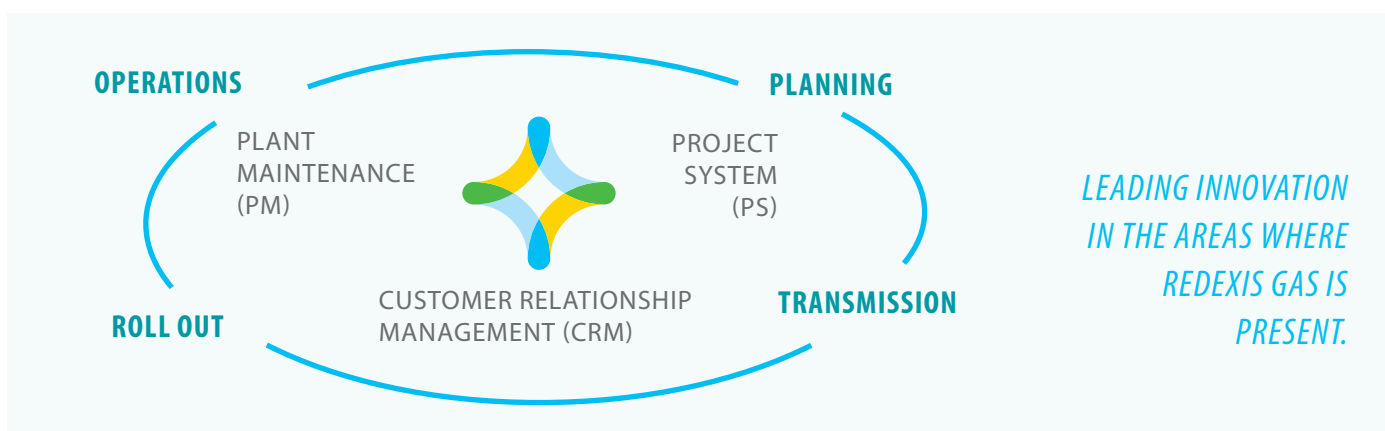 OPERATIONS
PLANNING
PLANT
MAINTENANCE
(PM)
PROJECT
SYSTEM
(PS)
CUSTOMER RELATIONSHIP
MANAGEMENT (CRM)
ROLL OUT
TRANSMISSION
LEADING INNOVATION
IN THE AREAS WHERE
REDEXIS GAS IS
PRESENT.